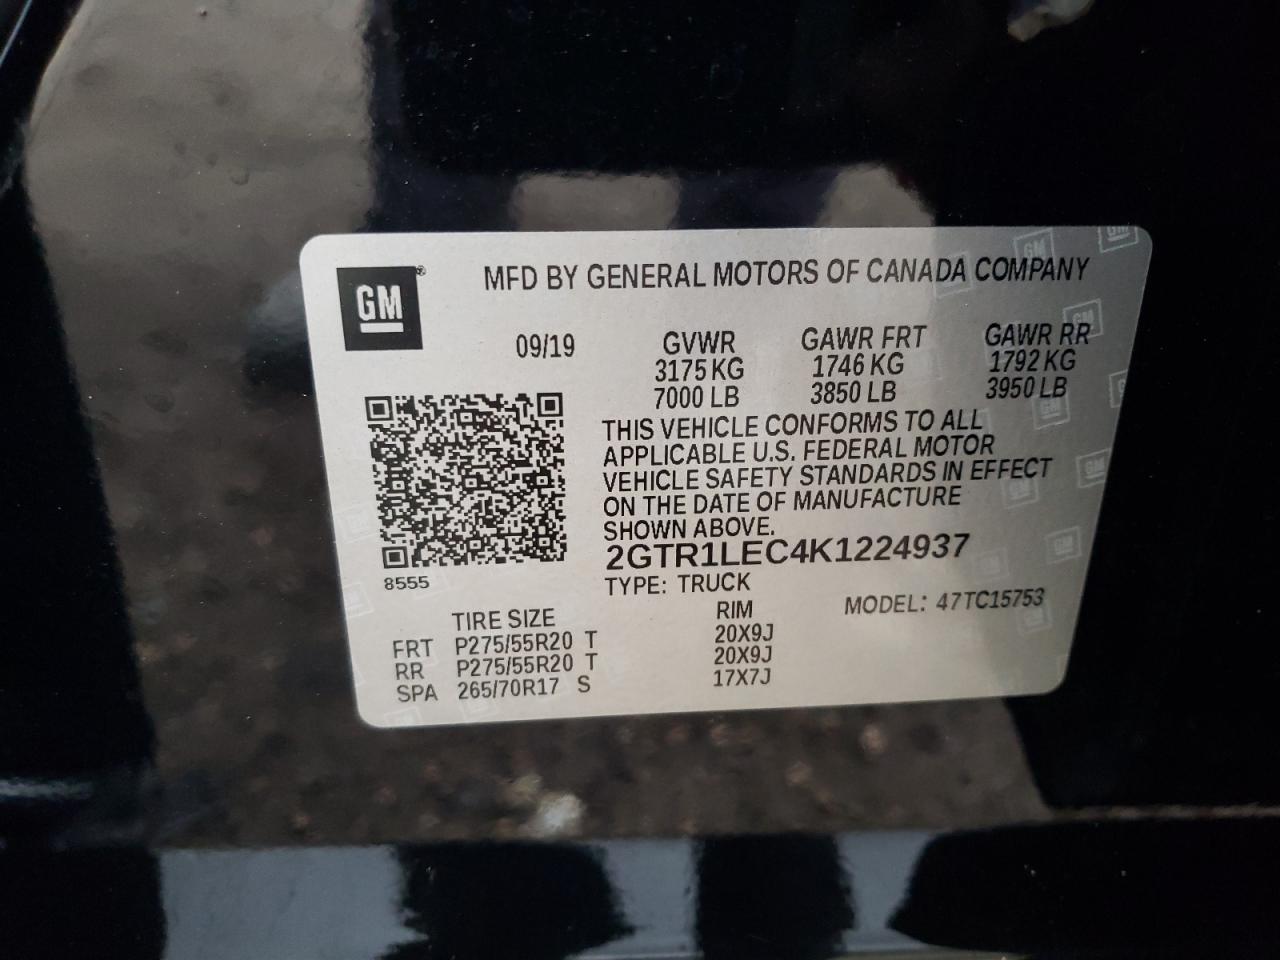 GM®
MFD BY GENERAL MOTORS OF CANADA COMPANY
09/19 GVWR GAWR FRT GAWR RR
3175 KG 1746 KG 1792 KG
7000 LB 3850 LB 3950 LB
THIS VEHICLE CONFORMS TO ALL
APPLICABLE U.S. FEDERAL MOTOR
VEHICLE SAFETY STANDARDS IN EFFECT
ON THE DATE OF MANUFACTURE
SHOWN ABOVE.
2GTR1LEC4K1224937
8555
TYPE: TRUCK
MODEL: 47TC15753
TIRE SIZE RIM
FRT P275/55R20 T 20X9J
RR P275/55R20 T 20X9J
SPA 265/70R17 S 17X7J